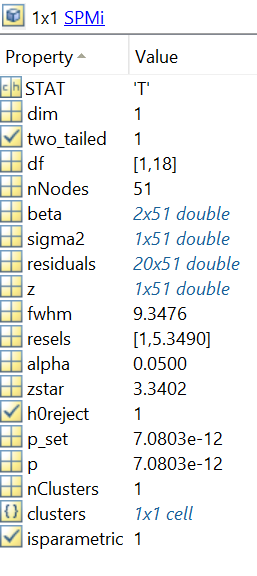 1x1 SPMi
Property Value
ch STAT 'T'
dim 1
two_tailed 1
df [1,18]
nNodes 51
beta 2x51 double
sigma2 1x51 double
residuals 20x51 double
z 1x51 double
fwhm 9.3476
resels [1,5.3490]
alpha 0.0500
zstar 3.3402
h0reject 1
p_set 7.0803e-12
p 7.0803e-12
nClusters 1
{} clusters 1x1 cell
isparametric 1